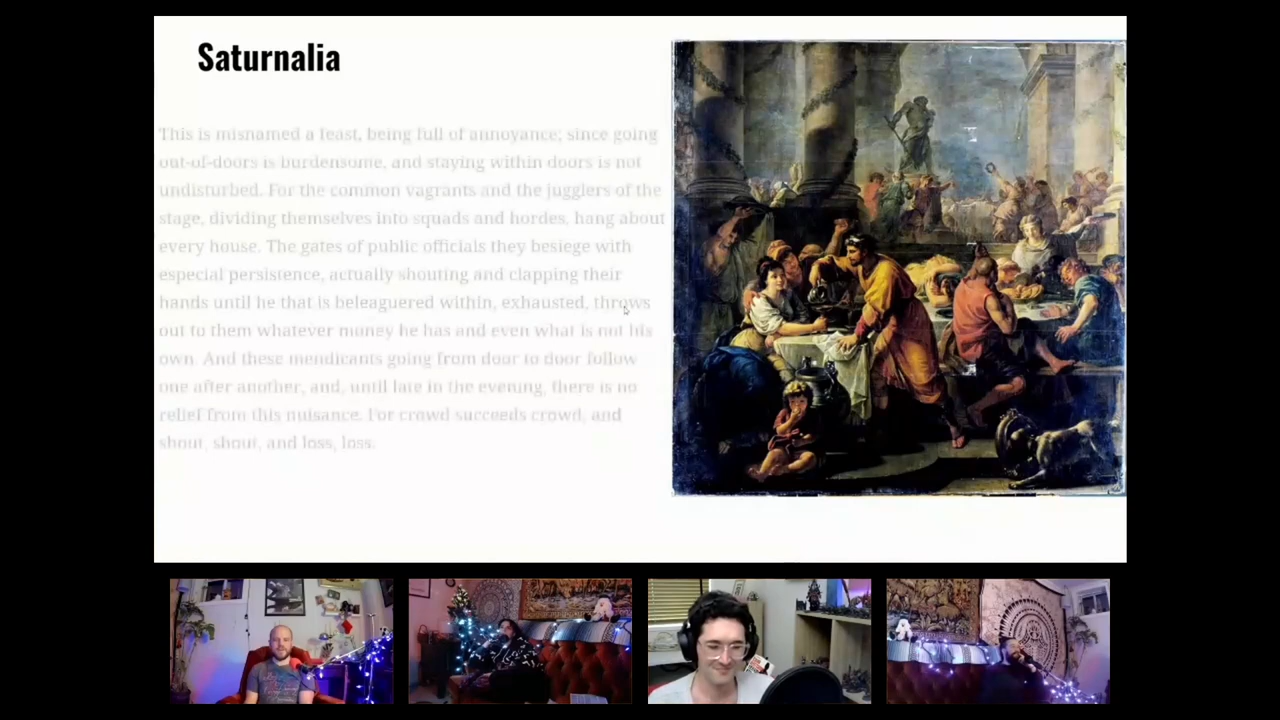 Saturnalia
This is misnamed a feast, being full of annoyance; since going
out-of-doors is burdensome, and staying within doors is not
undisturbed. For the common vagrants and the jugglers of the
stage, dividing themselves into squads and hordes, hang about
every house. The gates of public officials they besiege with
especial persistence, actually shouting and clapping their
hands until he that is beleaguered within, exhausted, throws
out to them whatever money he has and even what is not his
own. And these mendicants going from door to door follow
one after another, and, until late in the evening, there is no
relief from this nuisance. For crowd succeeds crowd, and
shout, shout, and loss, loss.